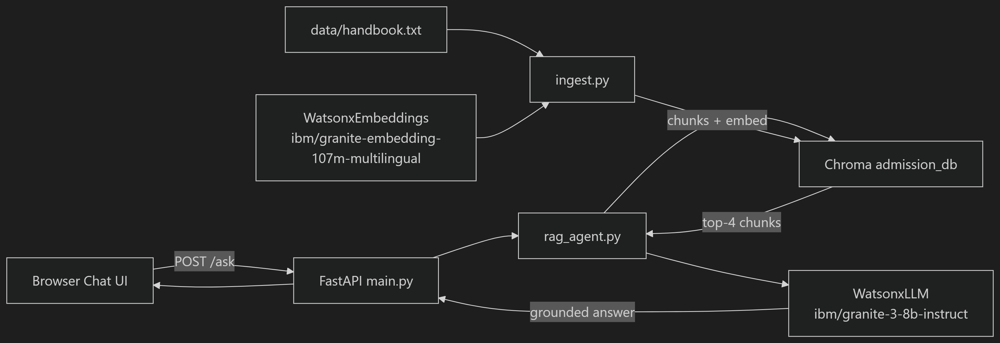 data/handbook.txt
ingest.py
WatsonxEmbeddings
ibm/granite-embedding-
107m-multilingual
chunks + embed
Chroma admission_db
top-4 chunks
rag_agent.py
POST /ask
Browser Chat UI
FastAPI main.py
WatsonxLLM
ibm/granite-3-8b-instruct
grounded answer